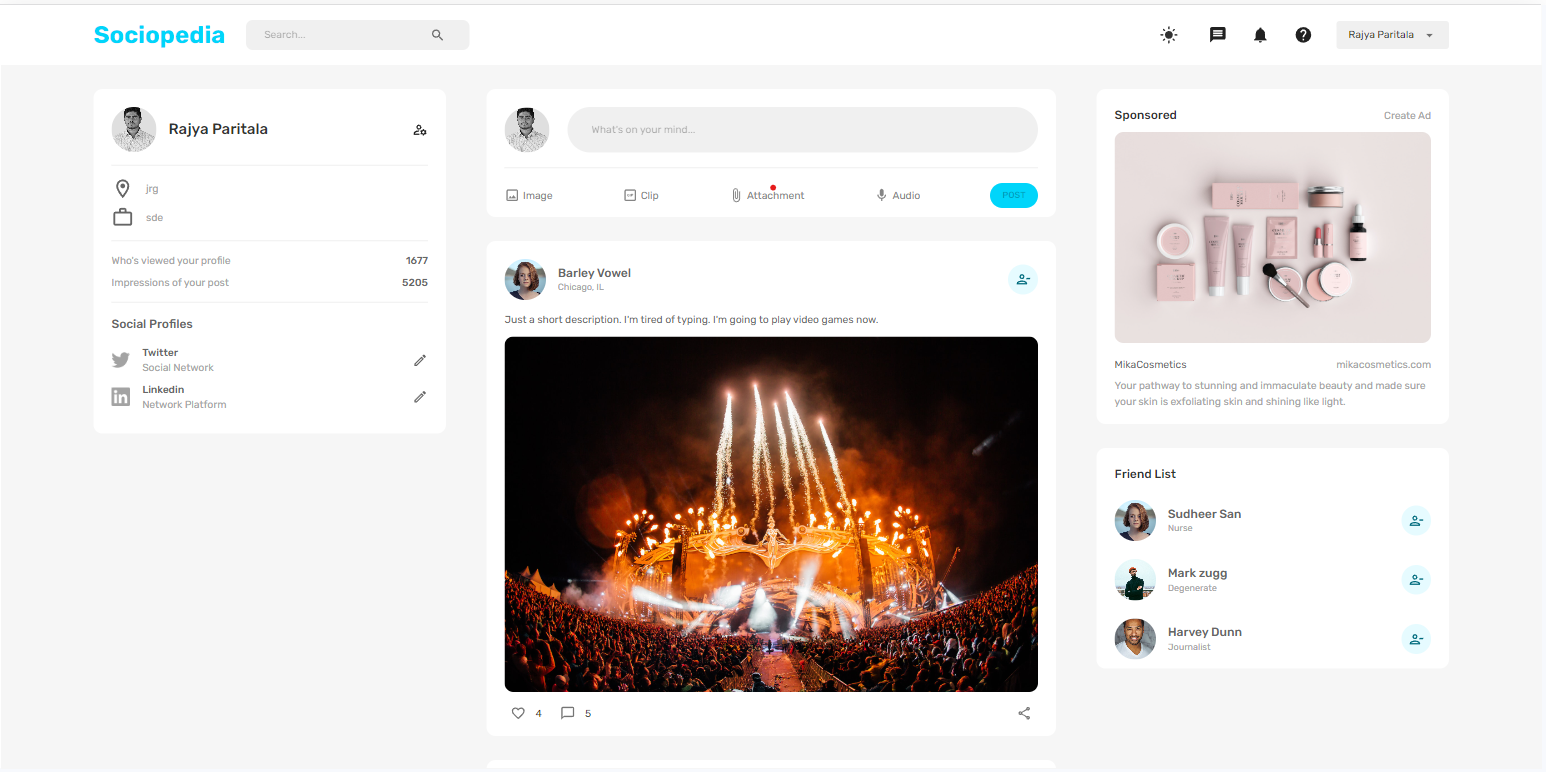 Sociopedia
Search...
Rajya Paritala
Rajya Paritala
jrg
sde
Who's viewed your profile 1677
Impressions of your post 5205
Social Profiles
Twitter
Social Network
Linkedin
Network Platform
What's on your mind...
Image Clip Attachment Audio POST
Barley Vowel
Chicago, IL
Just a short description. I'm tired of typing. I'm going to play video games now.
4 5
Sponsored Create Ad
MikaCosmetics mikacosmetics.com
Your pathway to stunning and immaculate beauty and made sure
your skin is exfoliating skin and shining like light.
Friend List
Sudheer San
Nurse
Mark zugg
Degenerate
Harvey Dunn
Journalist